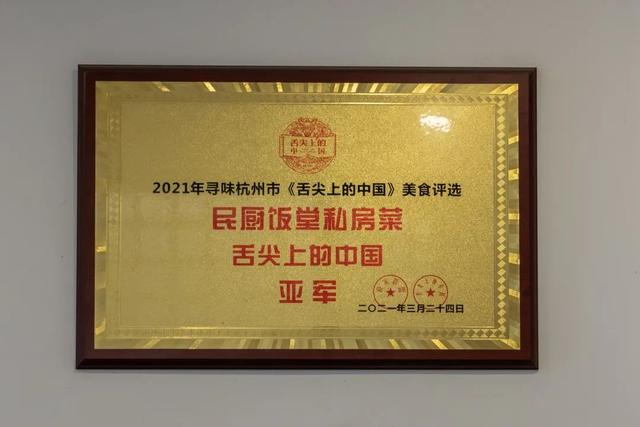 舌尖上的
中国
2021年寻味杭州市《舌尖上的中国》美食评选
民厨饭堂私房菜
舌尖上的中国
亚军
二〇二一年三月二十四日